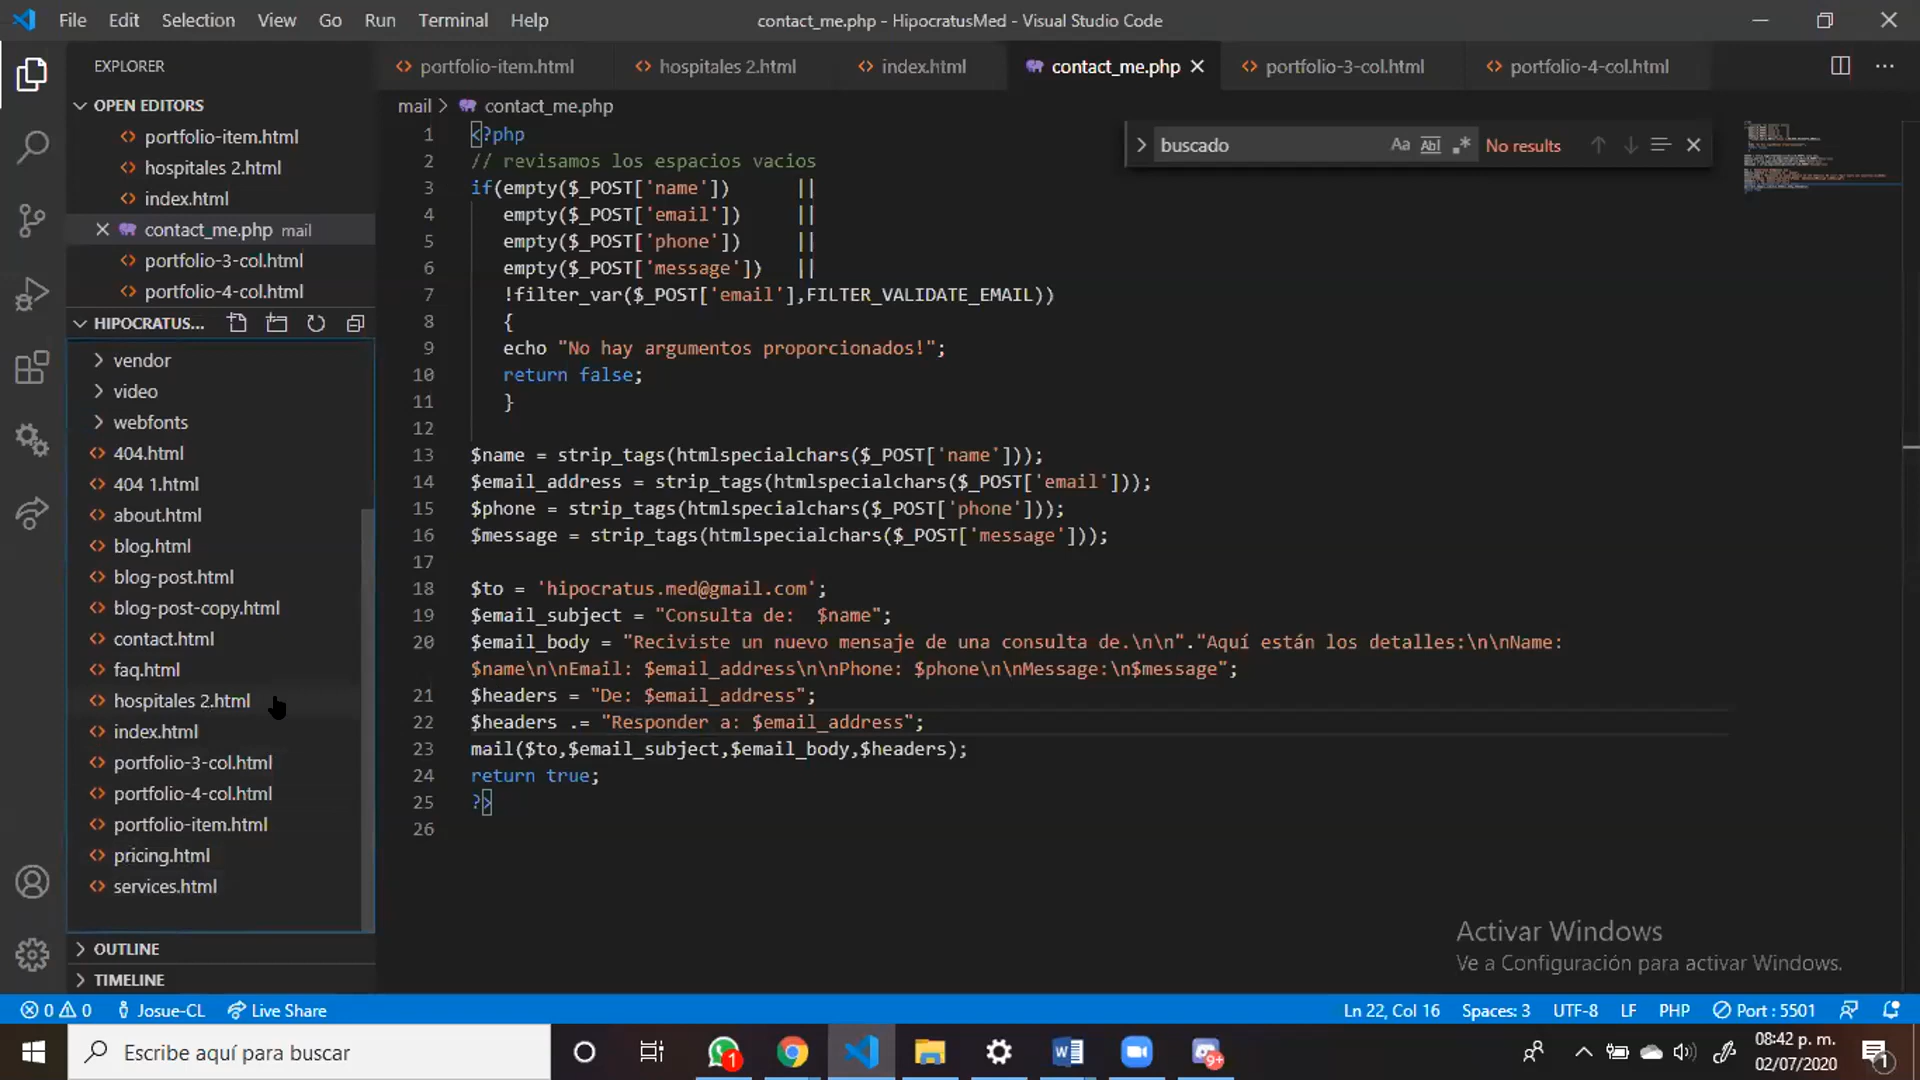 File Edit Selection View Go Run Terminal Help
contact_me.php - HipocratusMed - Visual Studio Code
EXPLORER
OPEN EDITORS
portfolio-item.html
hospitales 2.html
index.html
contact_me.php mail
portfolio-3-col.html
portfolio-4-col.html
HIPOCRATUS...
vendor
video
webfonts
404.html
404 1.html
about.html
blog.html
blog-post.html
blog-post-copy.html
contact.html
faq.html
hospitales 2.html
index.html
portfolio-3-col.html
portfolio-4-col.html
portfolio-item.html
pricing.html
services.html
OUTLINE
TIMELINE
portfolio-item.html hospitales 2.html index.html contact_me.php portfolio-3-col.html portfolio-4-col.html
mail > contact_me.php
buscado Aa Abl .* No results
1 <?php
2 // revisamos los espacios vacios
3 if(empty($_POST['name']) ||
4 empty($_POST['email']) ||
5 empty($_POST['phone']) ||
6 empty($_POST['message']) ||
7 !filter_var($_POST['email'],FILTER_VALIDATE_EMAIL))
8 {
9 echo "No hay argumentos proporcionados!";
10 return false;
11 }
12
13 $name = strip_tags(htmlspecialchars($_POST['name']));
14 $email_address = strip_tags(htmlspecialchars($_POST['email']));
15 $phone = strip_tags(htmlspecialchars($_POST['phone']));
16 $message = strip_tags(htmlspecialchars($_POST['message']));
17
18 $to = 'hipocratus.med@gmail.com';
19 $email_subject = "Consulta de:  $name";
20 $email_body = "Reciviste un nuevo mensaje de una consulta de.\n\n"."Aquí están los detalles:\n\nName:
$name\n\nEmail: $email_address\n\nPhone: $phone\n\nMessage:\n$message";
21 $headers = "De: $email_address";
22 $headers .= "Responder a: $email_address";
23 mail($to,$email_subject,$email_body,$headers);
24 return true;
25 ?>
26
Activar Windows
Ve a Configuración para activar Windows.
0 0 Josue-CL Live Share
Ln 22, Col 16 Spaces: 3 UTF-8 LF PHP Port : 5501
Escribe aquí para buscar
1
9+
08:42 p. m.
02/07/2020
1